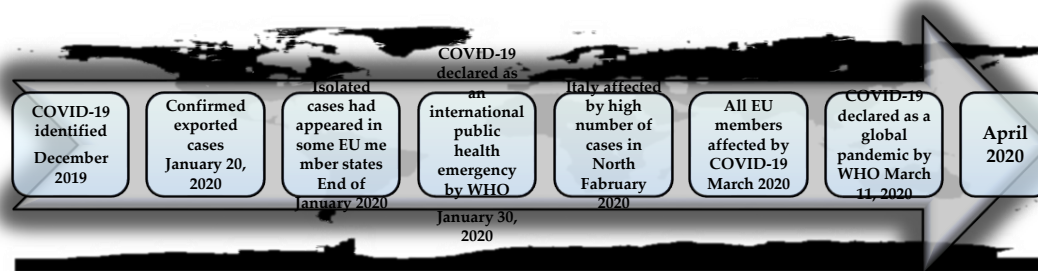 COVID-19
identified
December
2019
Confirmed
exported
cases
January 20,
2020
Isolated
cases had
appeared in
some EU me
mber states
End of
January 2020
COVID-19
declared as
an
international
public
health
emergency
by WHO
January 30,
2020
Italy affected
by high
number of
cases in
North
Fabruary
2020
All EU
members
affected by
COVID-19
March 2020
COVID-19
declared as a
global
pandemic by
WHO March
11, 2020
April
2020